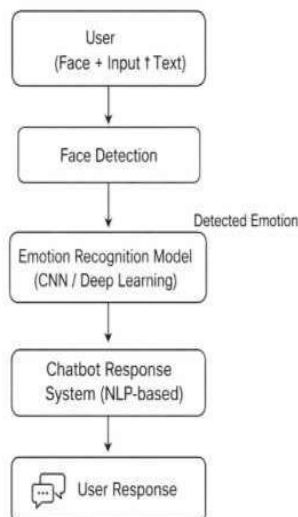 User
(Face + Input † Text)
Face Detection
Detected Emotion
Emotion Recognition Model
(CNN / Deep Learning)
Chatbot Response
System (NLP-based)
User Response